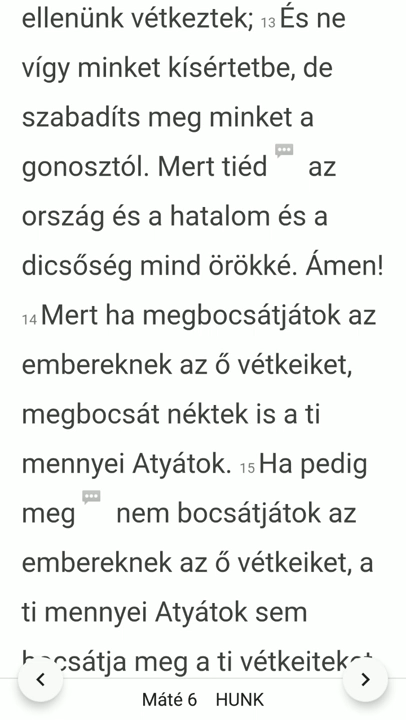 ellenünk vétkeztek; 13 És ne
vígy minket kísértetbe, de
szabadíts meg minket a
gonosztól. Mert tiéd az
ország és a hatalom és a
dicsőség mind örökké. Ámen!
14 Mert ha megbocsátjátok az
embereknek az ő vétkeiket,
megbocsát néktek is a ti
mennyei Atyátok. 15 Ha pedig
meg nem bocsátjátok az
embereknek az ő vétkeiket, a
ti mennyei Atyátok sem
bocsátja meg a ti vétkeiteket.
Máté 6 HUNK